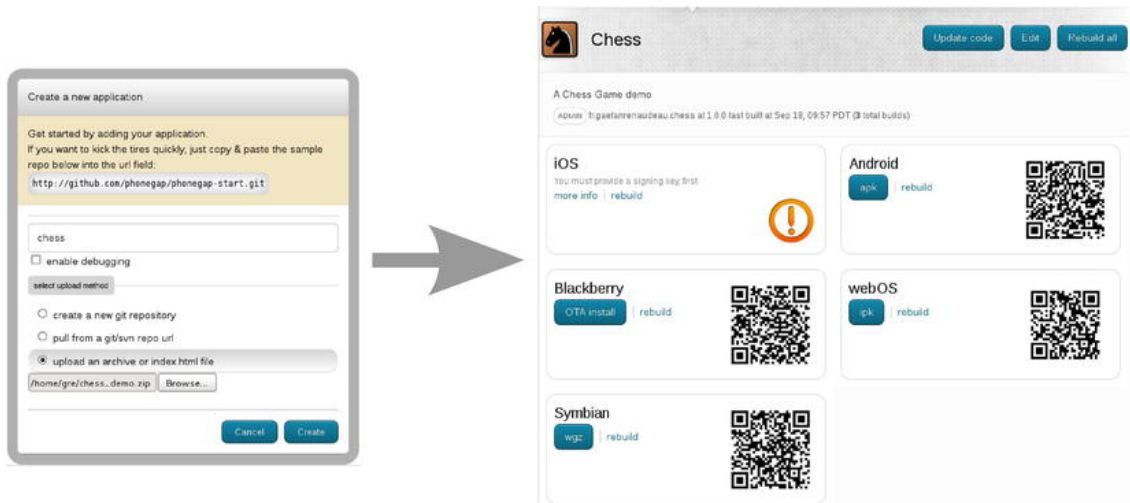 Create a new application
Get started by adding your application.
If you want to kick the tires quickly, just copy & paste the sample
repo below into the url field:
http://github.com/phonegap/phonegap-start.git
chess
enable debugging
select upload method
create a new git repository
pull from a git/svn repo url
upload an archive or index.html file
/home/gre/chess_demo.zip Browse...
Cancel Create
Chess Update code Edit Rebuild all
A Chess Game demo
ADMIN fr.gaetanrenaudeau.chess at 1.0.0 last built at Sep 19, 09:57 PDT (3 total builds)
iOS
You must provide a signing key, first
more info rebuild
Android
apk rebuild
Blackberry
OTA install rebuild
webOS
ipk rebuild
Symbian
wgz rebuild